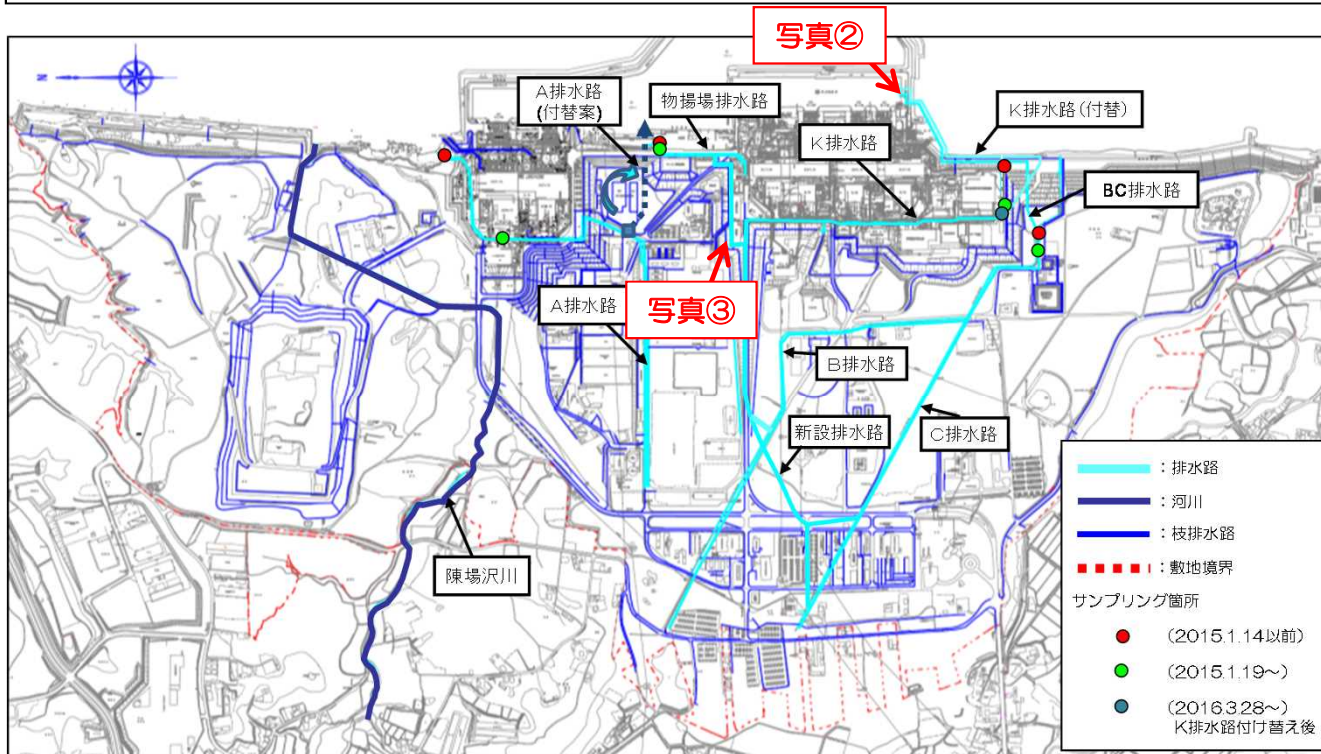 写真②
N
A排水路
(付替案)
物揚場排水路
K排水路(付替)
K排水路
BC排水路
写真③
A排水路
B排水路
新設排水路
C排水路
陳場沢川
:排水路
:河川
:枝排水路
:敷地境界
サンプリング箇所
(2015.1.14以前)
(2015.1.19~)
(2016.3.28~)
K排水路付け替え後